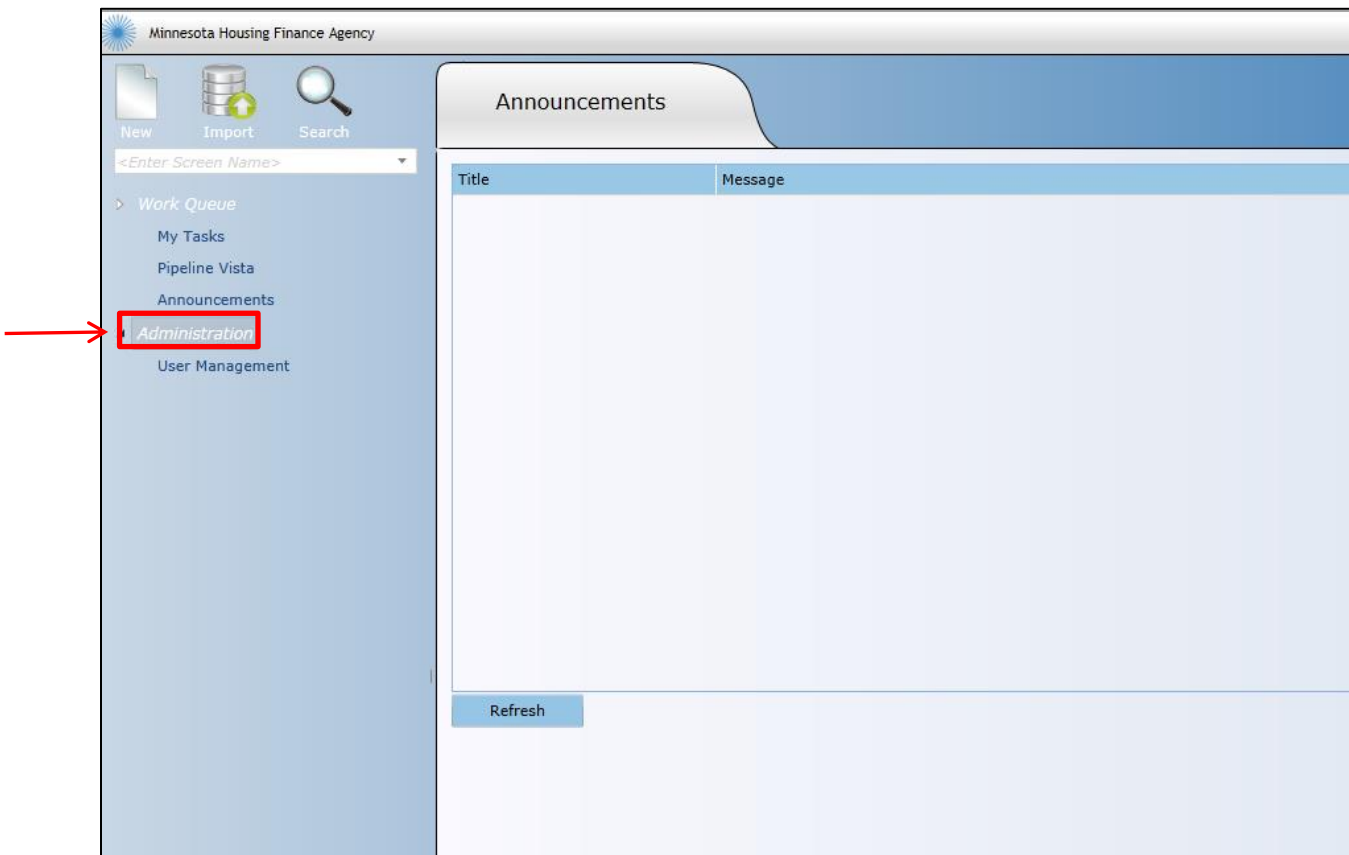 Minnesota Housing Finance Agency
New Import Search
<Enter Screen Name>
Work Queue
My Tasks
Pipeline Vista
Announcements
Administration
User Management
Announcements
Title Message
Refresh